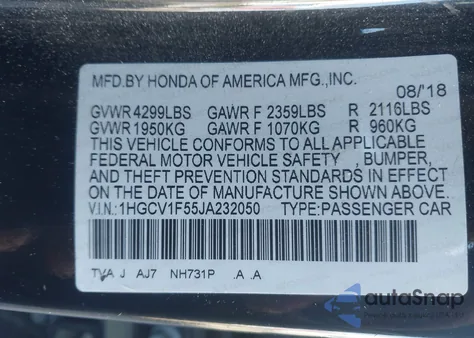 MFD.BY HONDA OF AMERICA MFG.,INC.
08/'18
GVWR 4299LBS GAWR F 2359LBS R 2116LBS
GVWR 1950KG GAWR F 1070KG R 960KG
THIS VEHICLE CONFORMS TO ALL APPLICABLE
FEDERAL MOTOR VEHICLE SAFETY , BUMPER,
AND THEFT PREVENTION STANDARDS IN EFFECT
ON THE DATE OF MANUFACTURE SHOWN ABOVE.
V.I.N.: 1HGCV1F55JA232050 TYPE:PASSENGER CAR
TVA J AJ7 NH731P .A .A
autoSnap